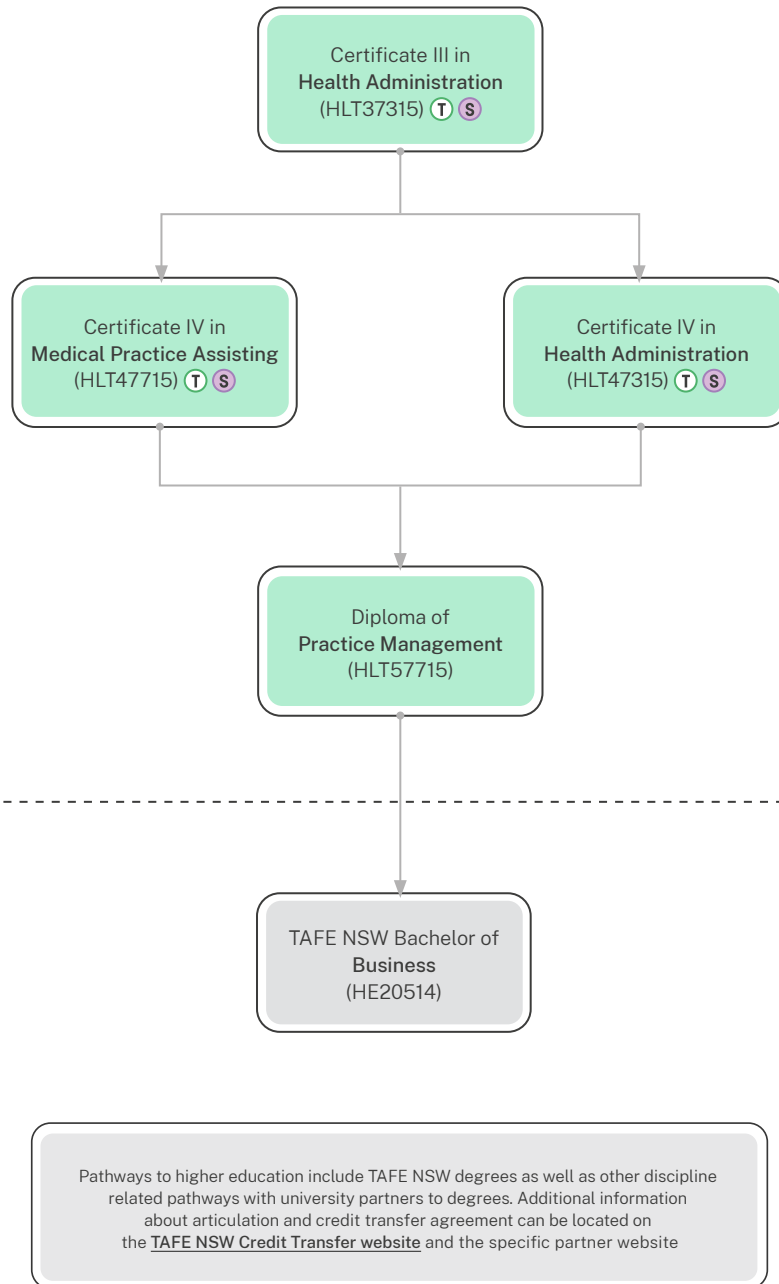 Certificate III in
Health Administration
(HLT37315) T S
Certificate IV in
Medical Practice Assisting
(HLT47715) T S
Certificate IV in
Health Administration
(HLT47315) T S
Diploma of
Practice Management
(HLT57715)
TAFE NSW Bachelor of
Business
(HE20514)
Pathways to higher education include TAFE NSW degrees as well as other discipline
related pathways with university partners to degrees. Additional information
about articulation and credit transfer agreement can be located on
the TAFE NSW Credit Transfer website and the specific partner website